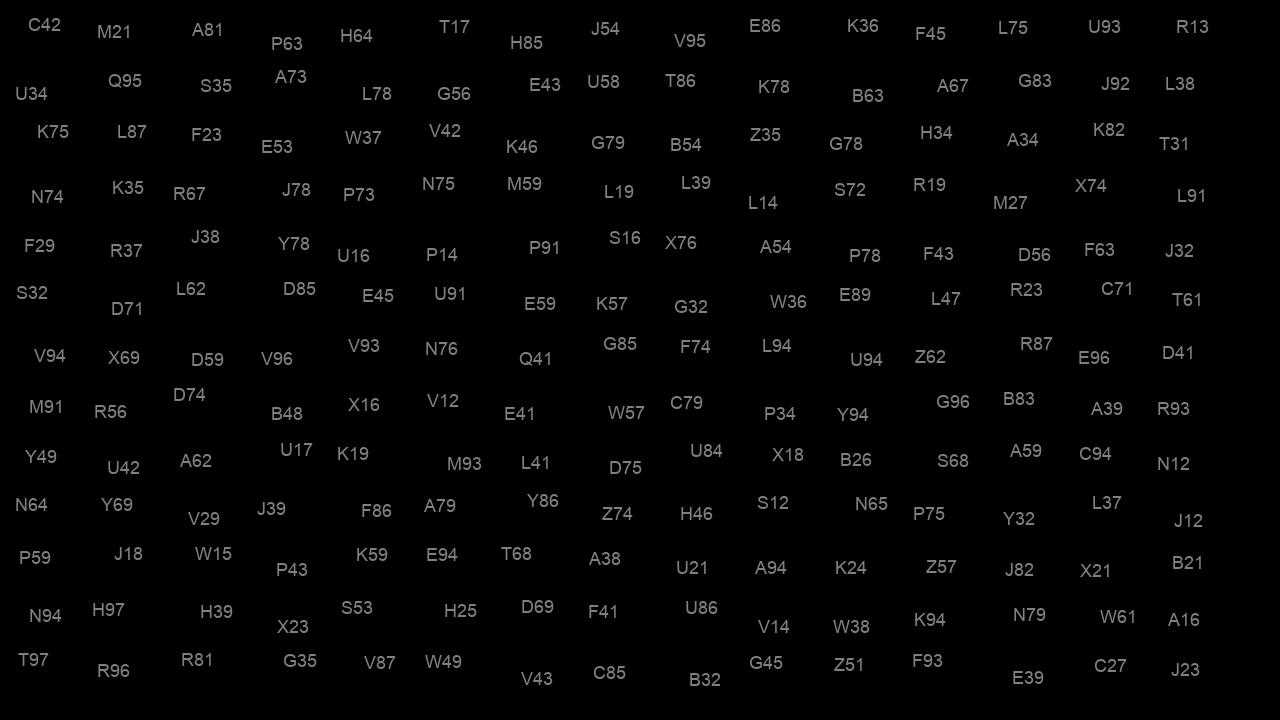 C42 M21 A81 P63 H64 T17 H85 J54 V95 E86 K36 F45 L75 U93 R13
U34 Q95 S35 A73 L78 G56 E43 U58 T86 K78 B63 A67 G83 J92 L38
K75 L87 F23 E53 W37 V42 K46 G79 B54 Z35 G78 H34 A34 K82 T31
N74 K35 R67 J78 P73 N75 M59 L19 L39 L14 S72 R19 M27 X74 L91
F29 R37 J38 Y78 U16 P14 P91 S16 X76 A54 P78 F43 D56 F63 J32
S32 D71 L62 D85 E45 U91 E59 K57 G32 W36 E89 L47 R23 C71 T61
V94 X69 D59 V96 V93 N76 Q41 G85 F74 L94 U94 Z62 R87 E96 D41
M91 R56 D74 B48 X16 V12 E41 W57 C79 P34 Y94 G96 B83 A39 R93
Y49 U42 A62 U17 K19 M93 L41 D75 U84 X18 B26 S68 A59 C94 N12
N64 Y69 V29 J39 F86 A79 Y86 Z74 H46 S12 N65 P75 Y32 L37 J12
P59 J18 W15 P43 K59 E94 T68 A38 U21 A94 K24 Z57 J82 X21 B21
N94 H97 H39 X23 S53 H25 D69 F41 U86 V14 W38 K94 N79 W61 A16
T97 R96 R81 G35 V87 W49 V43 C85 B32 G45 Z51 F93 E39 C27 J23